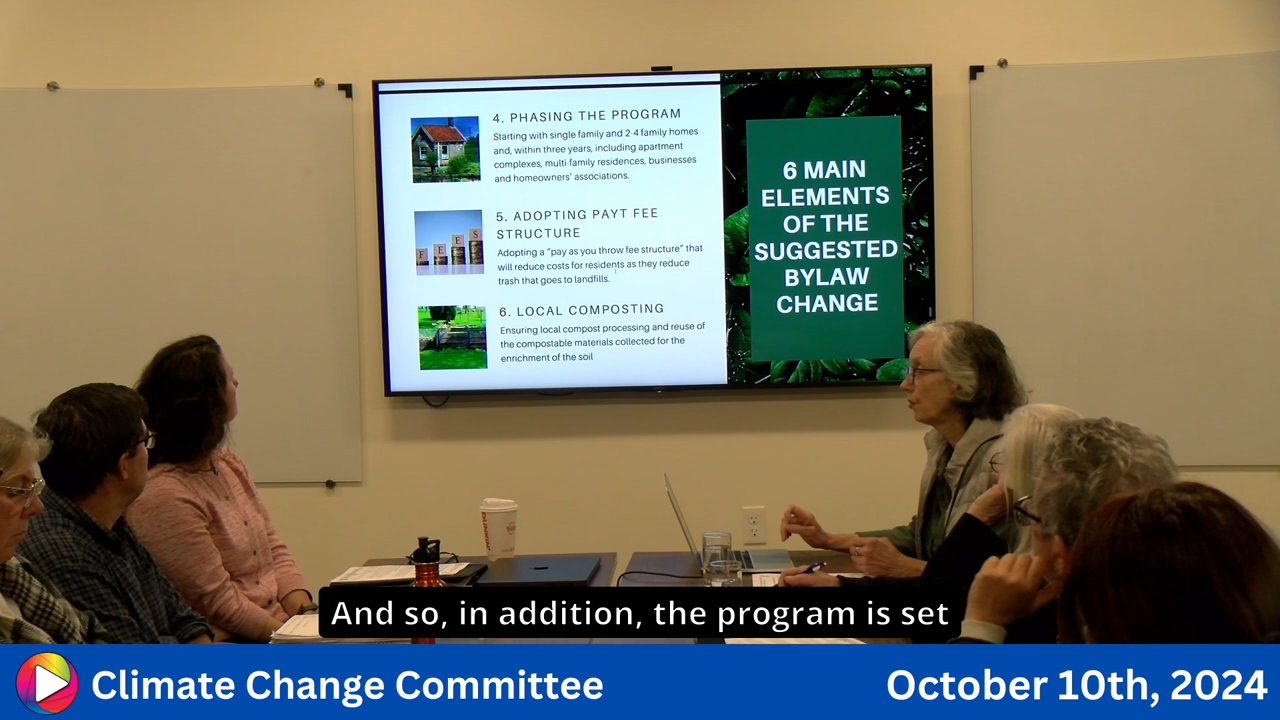 4. PHASING THE PROGRAM
Starting with single family and 2-4 family homes
and, within three years, including apartment
complexes, multi-family residences, businesses
and homeowners' associations.
FEES
5. ADOPTING PAYT FEE
STRUCTURE
Adopting a "pay as you throw fee structure" that
will reduce costs for residents as they reduce
trash that goes to landfills.
6. LOCAL COMPOSTING
Ensuring local compost processing and reuse of
the compostable materials collected for the
enrichment of the soil
6 MAIN
ELEMENTS
OF THE
SUGGESTED
BYLAW
CHANGE
And so, in addition, the program is set
Climate Change Committee
October 10th, 2024